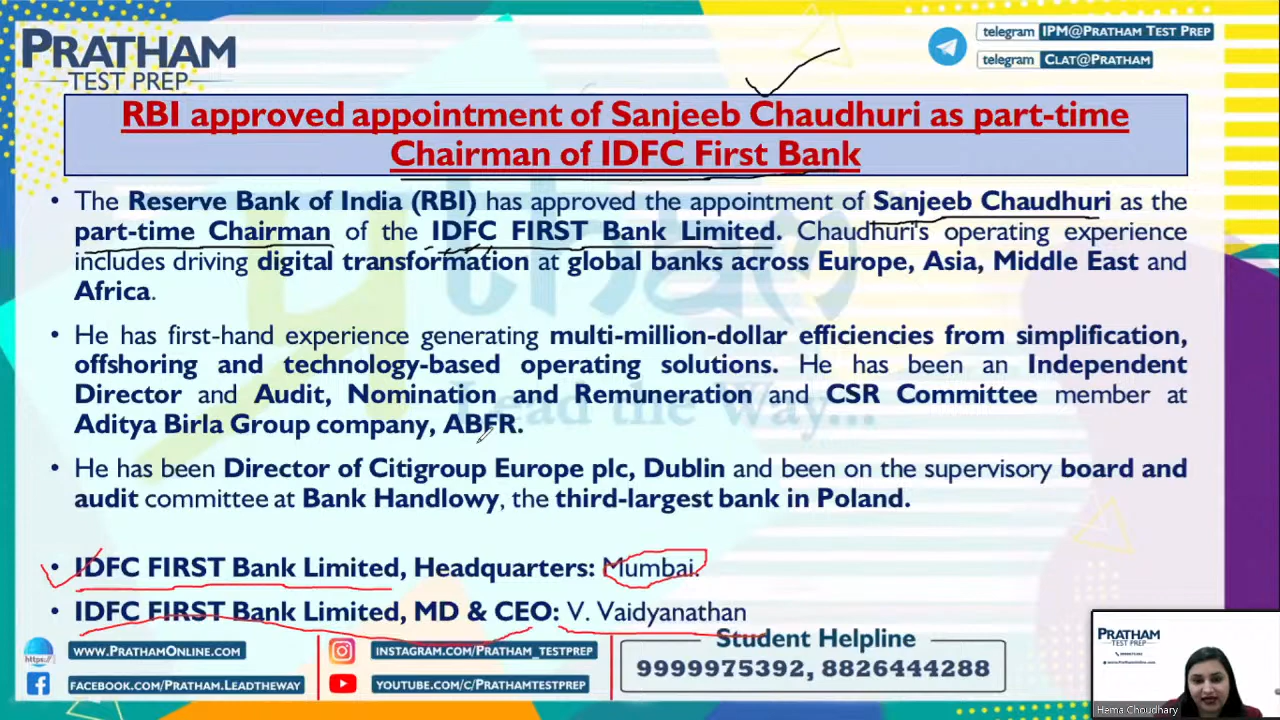 PRATHAM
TEST PREP
telegram IPM@PRATHAM TEST PREP
telegram CLAT@PRATHAM
RBI approved appointment of Sanjeeb Chaudhuri as part-time
Chairman of IDFC First Bank
• The Reserve Bank of India (RBI) has approved the appointment of Sanjeeb Chaudhuri as the
part-time Chairman of the IDFC FIRST Bank Limited. Chaudhuri's operating experience
includes driving digital transformation at global banks across Europe, Asia, Middle East and
Africa.
• He has first-hand experience generating multi-million-dollar efficiencies from simplification,
offshoring and technology-based operating solutions. He has been an Independent
Director and Audit, Nomination and Remuneration and CSR Committee member at
Aditya Birla Group company, ABFR.
• He has been Director of Citigroup Europe plc, Dublin and been on the supervisory board and
audit committee at Bank Handlowy, the third-largest bank in Poland.
• IDFC FIRST Bank Limited, Headquarters: Mumbai.
• IDFC FIRST Bank Limited, MD & CEO: V. Vaidyanathan
Lead the Way...
https://
WWW.PRATHAMONLINE.COM
FACEBOOK.COM/PRATHAM.LEADTHEWAY
INSTAGRAM.COM/PRATHAM_TESTPREP
YOUTUBE.COM/C/PRATHAMTESTPREP
Student Helpline
9999975392, 8826444288
PRATHAM
TEST PREP
Hema Choudhary